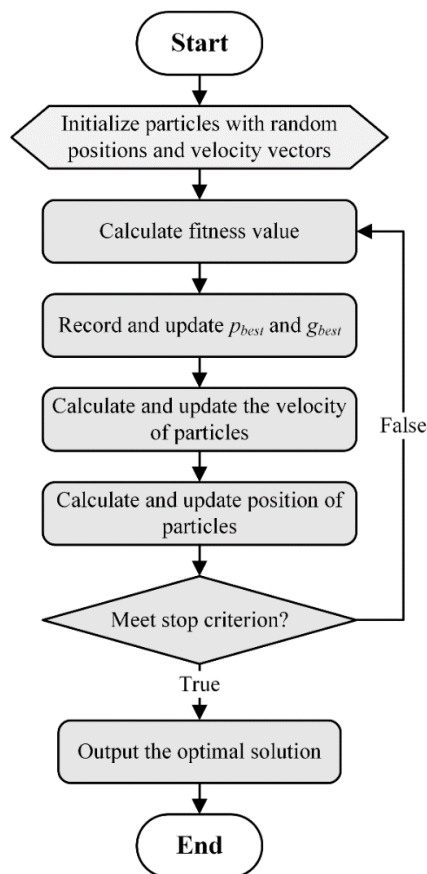 Start
Initialize particles with random
positions and velocity vectors
Calculate fitness value
Record and update pbest and gbest
Calculate and update the velocity
of particles
False
Calculate and update position of
particles
Meet stop criterion?
True
Output the optimal solution
End